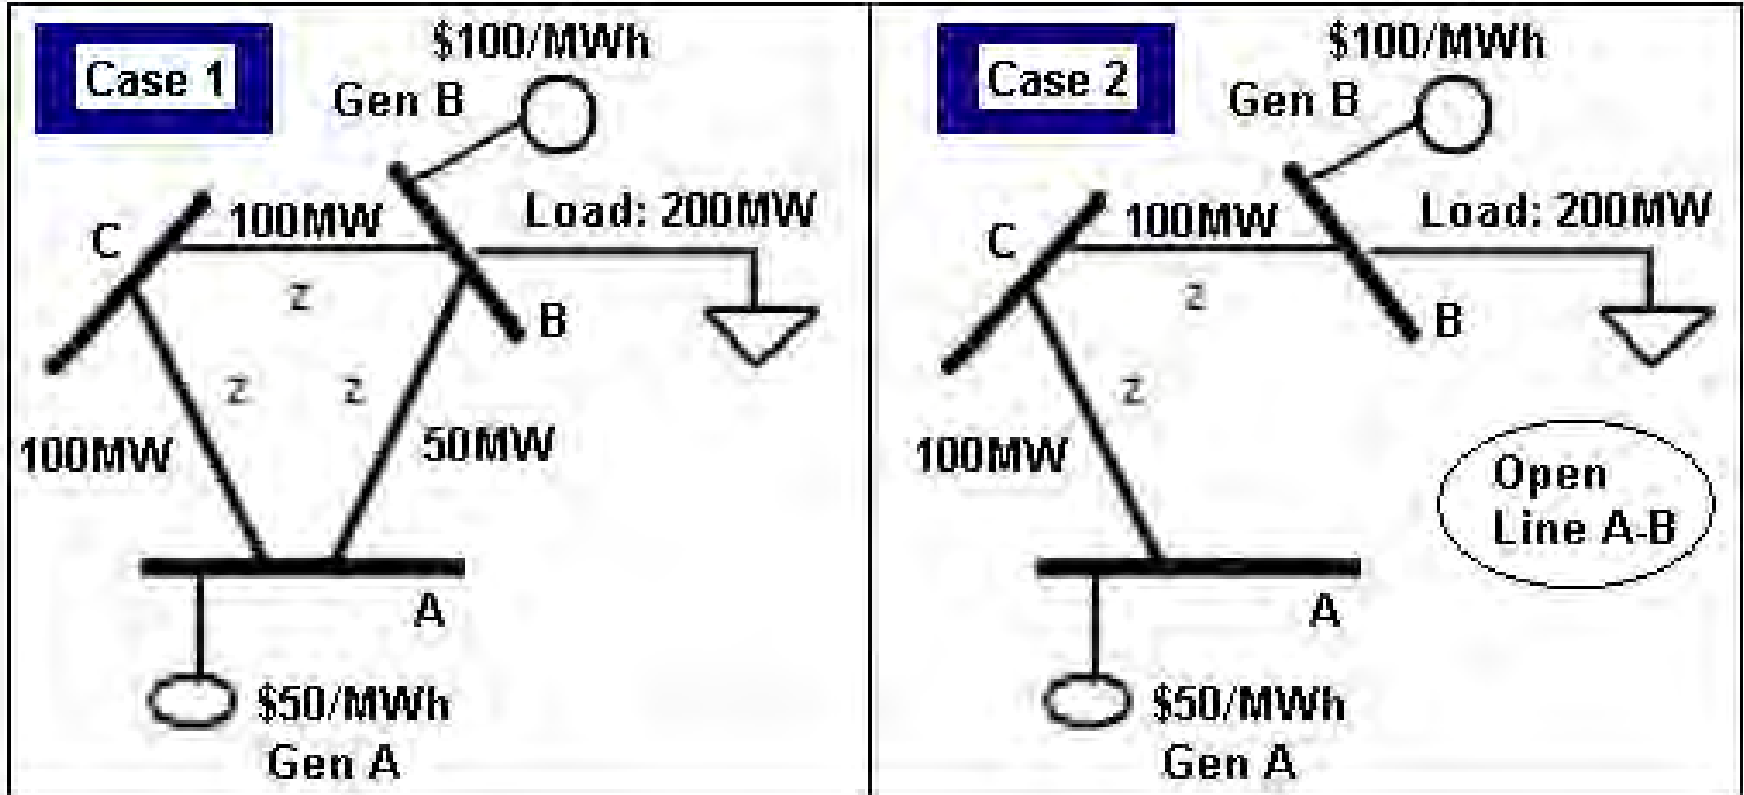 Case 1
$100/MWh
Gen B
C
100MW
Load: 200MW
z
B
z
z
100MW
50MW
A
$50/MWh
Gen A
Case 2
$100/MWh
Gen B
C
100MW
Load: 200MW
z
B
z
100MW
Open
Line A-B
A
$50/MWh
Gen A